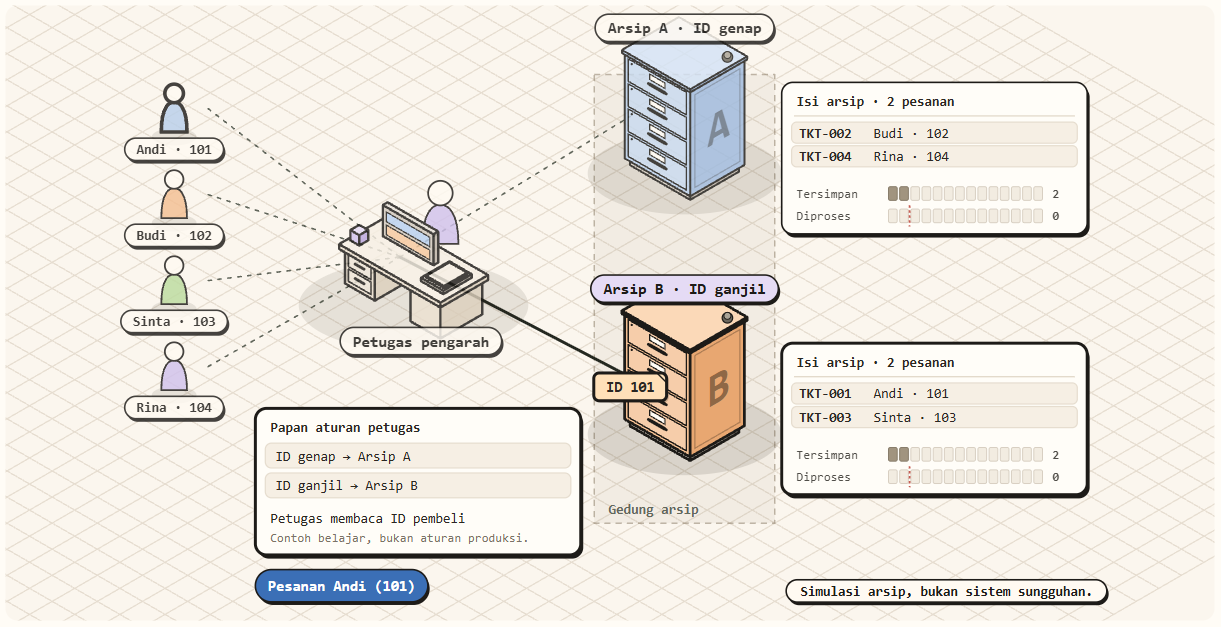 Arsip A · ID genap
A
Isi arsip · 2 pesanan
TKT-002 Budi · 102
TKT-004 Rina · 104
Tersimpan 2
Diproses 0
Andi · 101
Budi · 102
Sinta · 103
Rina · 104
Petugas pengarah
Arsip B · ID ganjil
B
ID 101
Gedung arsip
Isi arsip · 2 pesanan
TKT-001 Andi · 101
TKT-003 Sinta · 103
Tersimpan 2
Diproses 0
Papan aturan petugas
ID genap → Arsip A
ID ganjil → Arsip B
Petugas membaca ID pembeli
Contoh belajar, bukan aturan produksi.
Pesanan Andi (101)
Simulasi arsip, bukan sistem sungguhan.